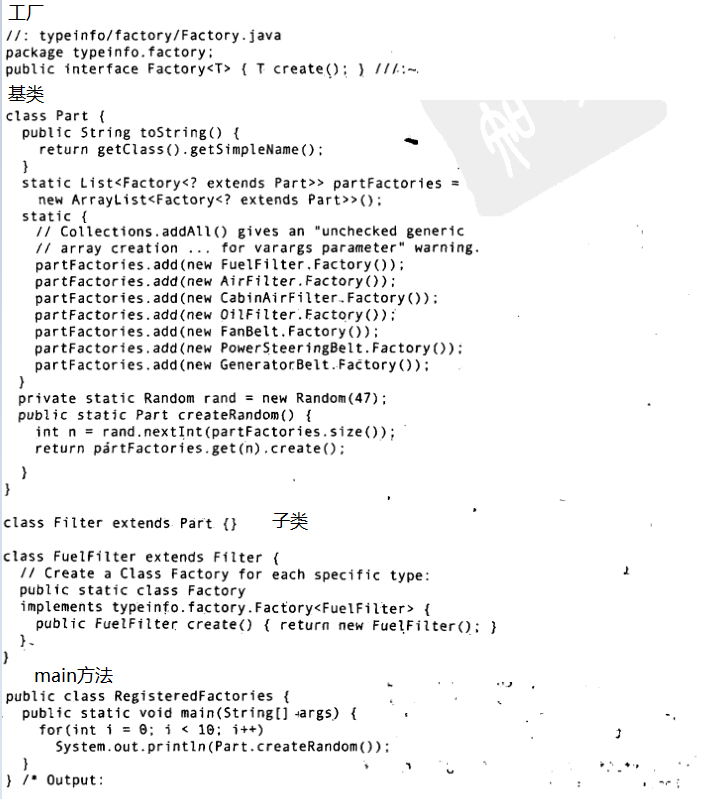 工厂
//: typeinfo/factory/Factory.java
package typeinfo.factory;
public interface Factory<T> { T create(); } ///:~
基类
class Part {
  public String toString() {
    return getClass().getSimpleName();
  }
  static List<Factory<? extends Part>> partFactories =
    new ArrayList<Factory<? extends Part>>();
  static {
    // Collections.addAll() gives an "unchecked generic
    // array creation ... for varargs parameter" warning.
    partFactories.add(new FuelFilter.Factory());
    partFactories.add(new AirFilter.Factory());
    partFactories.add(new CabinAirFilter.Factory());
    partFactories.add(new OilFilter.Factory());
    partFactories.add(new FanBelt.Factory());
    partFactories.add(new PowerSteeringBelt.Factory());
    partFactories.add(new GeneratorBelt.Factory());
  }
  private static Random rand = new Random(47);
  public static Part createRandom() {
    int n = rand.nextInt(partFactories.size());
    return partFactories.get(n).create();
  }
}
class Filter extends Part {} 子类
class FuelFilter extends Filter {
  // Create a Class Factory for each specific type:
  public static class Factory
  implements typeinfo.factory.Factory<FuelFilter> {
    public FuelFilter create() { return new FuelFilter(); }
  }
}
main方法
public class RegisteredFactories {
  public static void main(String[] args) {
    for(int i = 0; i < 10; i++)
      System.out.println(Part.createRandom());
  }
} /* Output: